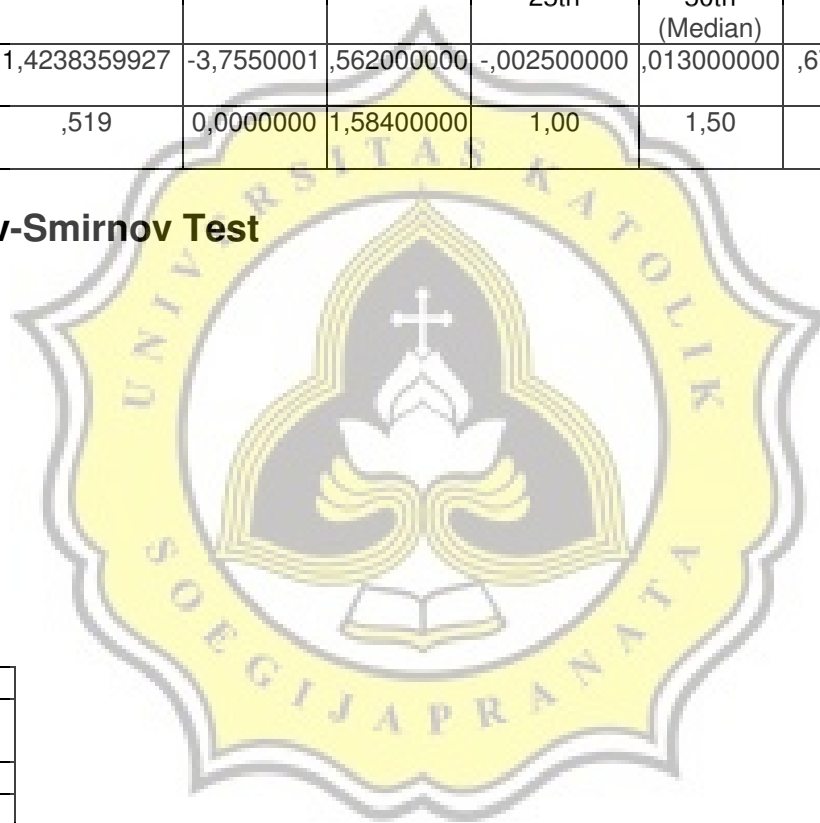 25th 50th
(Median)
1,4238359927 -3,7550001 ,562000000 -,002500000 ,013000000
,519 0,0000000 1,58400000 1,00 1,50
-Smirnov Test
UNIVERSITAS KATOLIK
SOEGIJAPRANATA